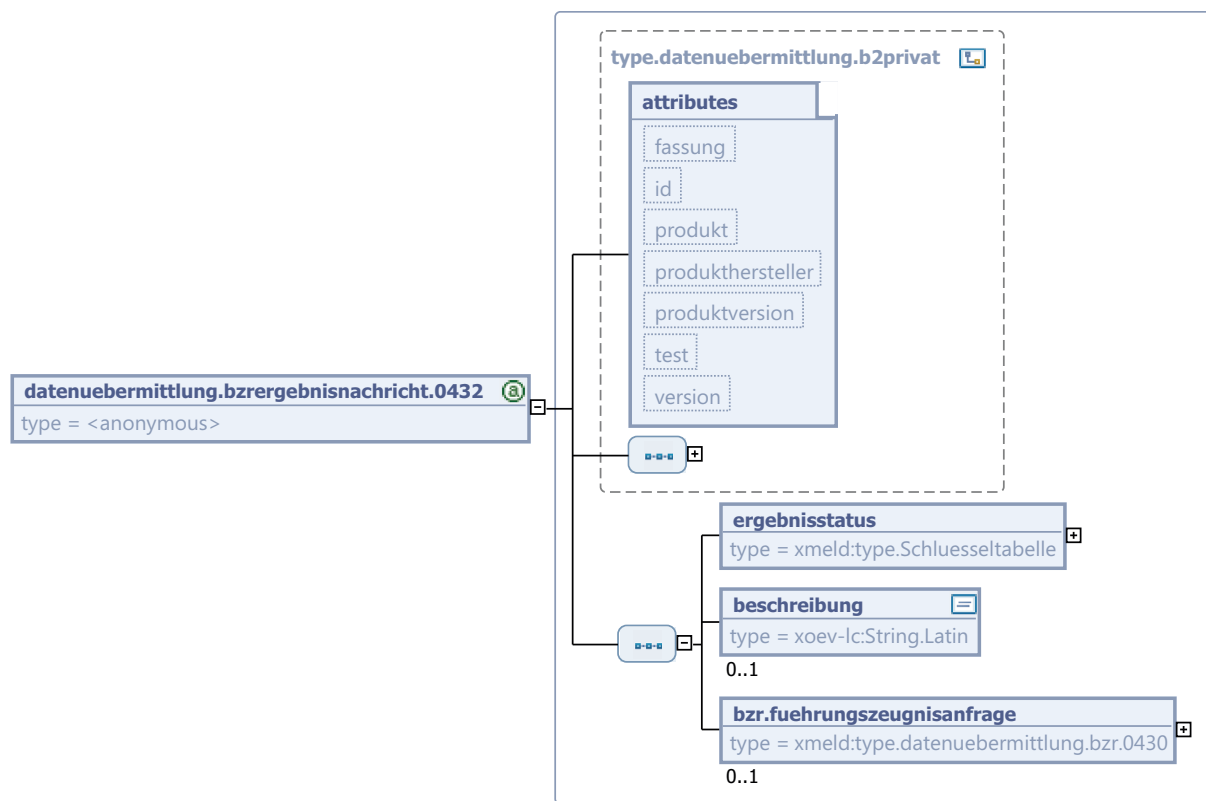 type.datenuebermittlung.b2privat
attributes
fassung
id
produkt
produkthersteller
produktversion
test
version
datenuebermittlung.bzrergebnisnachricht.0432
type = <anonymous>
ergebnisstatus
type = xmeld:type.Schluesseltabelle
beschreibung
type = xoev-lc:String.Latin
0..1
bzr.fuehrungszeugnisanfrage
type = xmeld:type.datenuebermittlung.bzr.0430
0..1